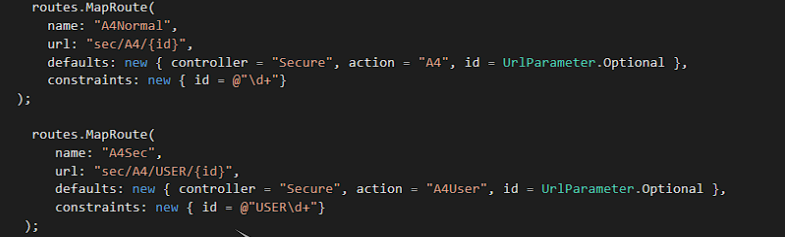 routes.MapRoute(
name: "A4Normal",
url: "sec/A4/{id}",
defaults: new { controller = "Secure", action = "A4", id = UrlParameter.Optional },
constraints: new { id = @"\d+"}
);
routes.MapRoute(
name: "A4Sec",
url: "sec/A4/USER/{id}",
defaults: new { controller = "Secure", action = "A4User", id = UrlParameter.Optional },
constraints: new { id = @"USER\d+"}
);